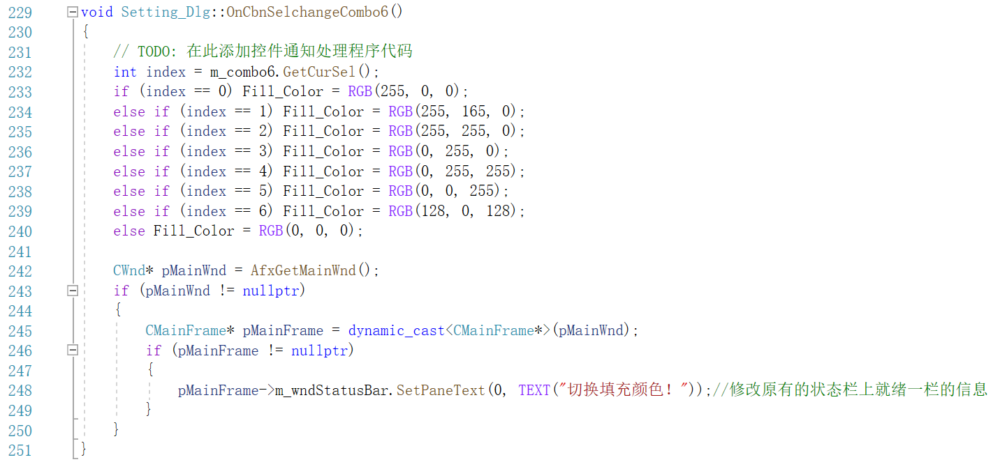 229 void Setting_Dlg::OnCbnSelchangeCombo6()
230 {
231 // TODO: 在此添加控件通知处理程序代码
232 int index = m_combo6.GetCurSel();
233 if (index == 0) Fill_Color = RGB(255, 0, 0);
234 else if (index == 1) Fill_Color = RGB(255, 165, 0);
235 else if (index == 2) Fill_Color = RGB(255, 255, 0);
236 else if (index == 3) Fill_Color = RGB(0, 255, 0);
237 else if (index == 4) Fill_Color = RGB(0, 255, 255);
238 else if (index == 5) Fill_Color = RGB(0, 0, 255);
239 else if (index == 6) Fill_Color = RGB(128, 0, 128);
240 else Fill_Color = RGB(0, 0, 0);
241
242 CWnd* pMainWnd = AfxGetMainWnd();
243 if (pMainWnd != nullptr)
244 {
245 CMainFrame* pMainFrame = dynamic_cast<CMainFrame*>(pMainWnd);
246 if (pMainFrame != nullptr)
247 {
248 pMainFrame->m_wndStatusBar.SetPaneText(0, TEXT("切换填充颜色！"));//修改原有的状态栏上就绪一栏的信息
249 }
250 }
251 }